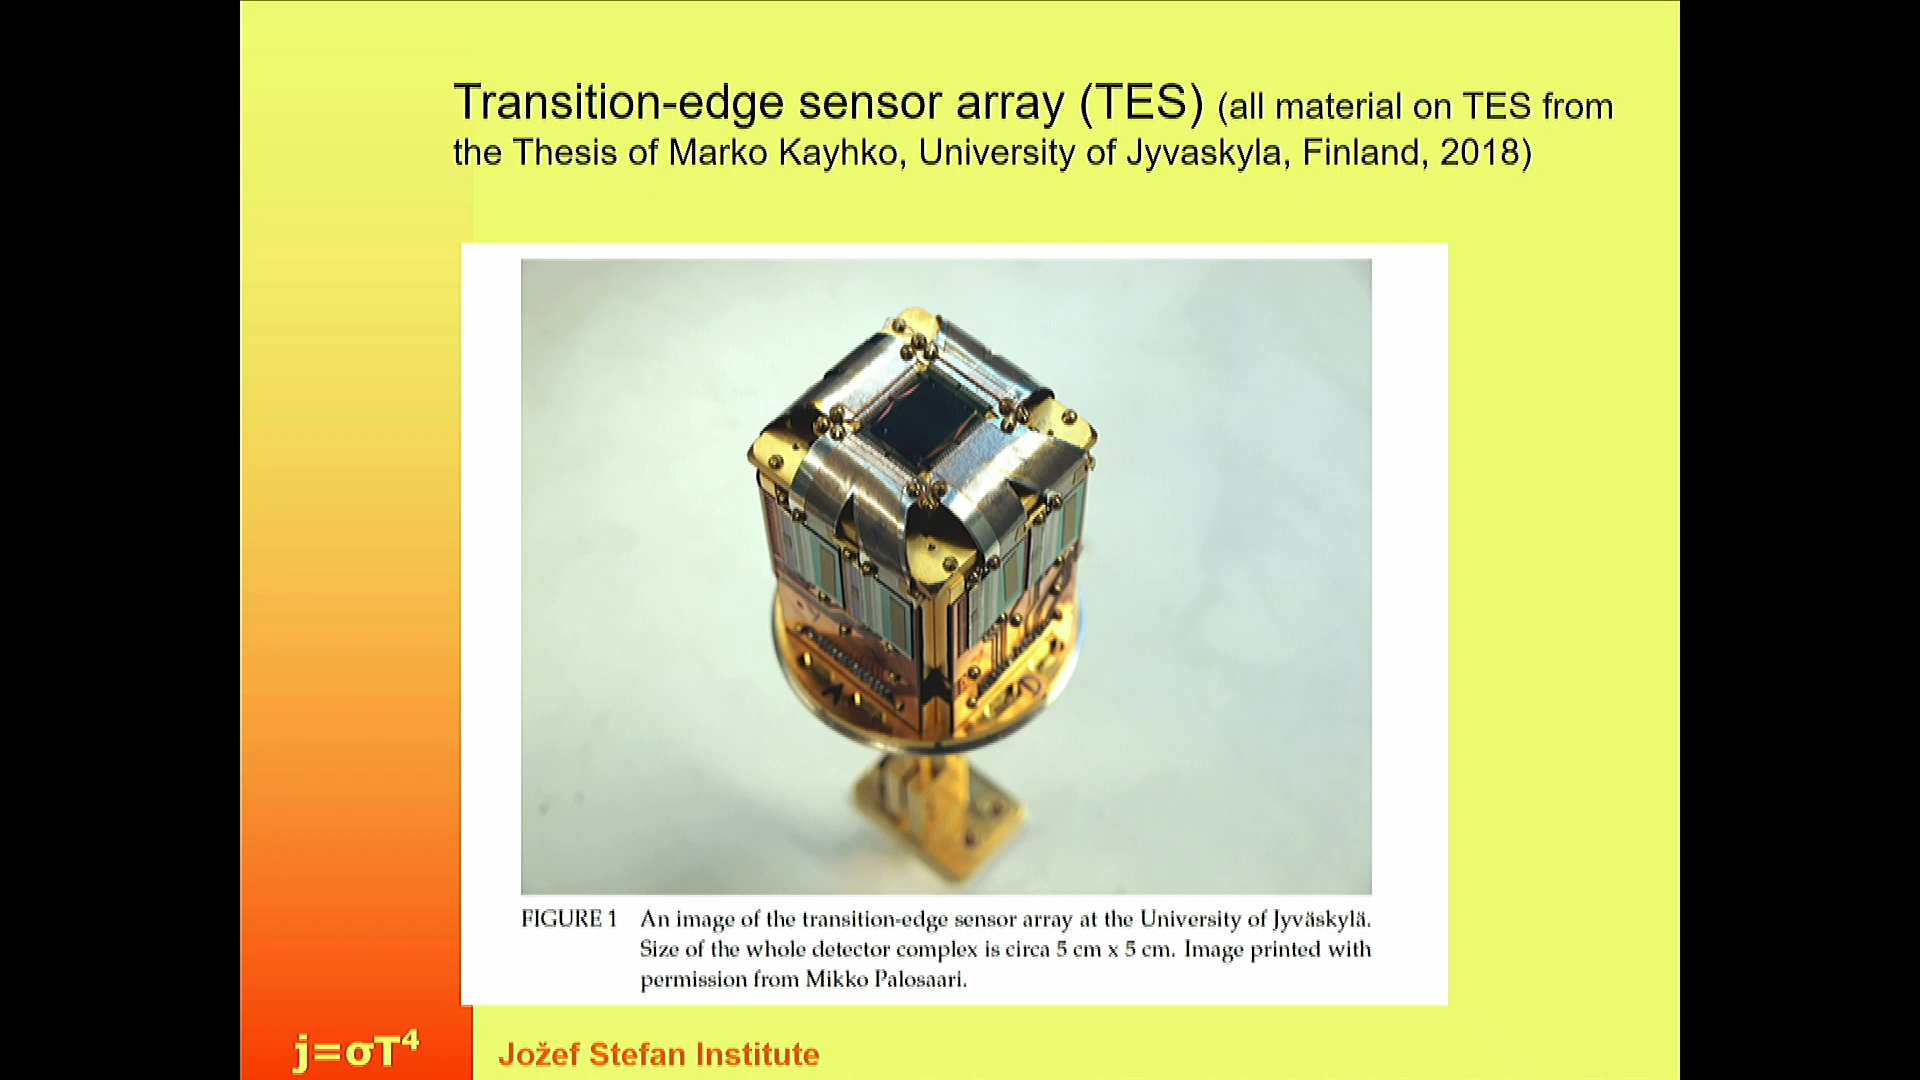 Transition-edge sensor array (TES) (all material on TES from
the Thesis of Marko Kayhko, University of Jyvaskyla, Finland, 2018)
FIGURE 1 An image of the transition-edge sensor array at the University of Jyväskylä.
Size of the whole detector complex is circa 5 cm x 5 cm. Image printed with
permission from Mikko Palosaari.
j=σT⁴
Jožef Stefan Institute